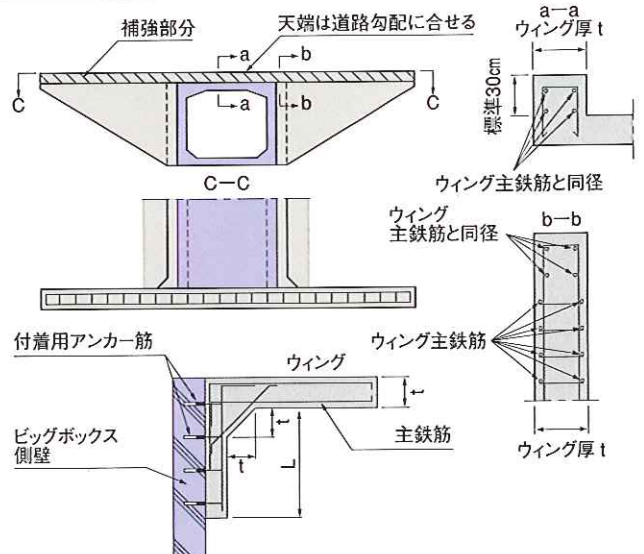 補強部分
天端は道路勾配に合せる
a
b
C
C
a
b
a－a
ウィング厚 t
標準30cm
ウィング主鉄筋と同径
C－C
ウィング
主鉄筋と同径
b－b
ウィング主鉄筋
ウィング厚 t
付着用アンカー筋
ウィング
t
t
t
L
主鉄筋
ビッグボックス
側壁